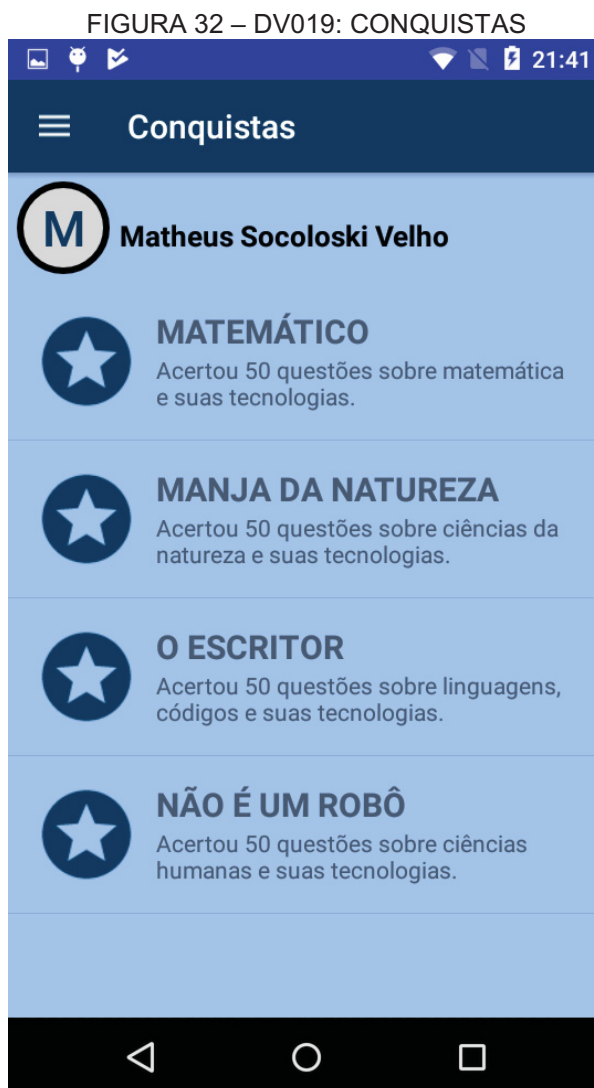 FIGURA 32 – DV019: CONQUISTAS
21:41
Conquistas
M
Matheus Socoloski Velho
MATEMÁTICO
Acertou 50 questões sobre matemática
e suas tecnologias.
MANJA DA NATUREZA
Acertou 50 questões sobre ciências da
natureza e suas tecnologias.
O ESCRITOR
Acertou 50 questões sobre linguagens,
códigos e suas tecnologias.
NÃO É UM ROBÔ
Acertou 50 questões sobre ciências
humanas e suas tecnologias.